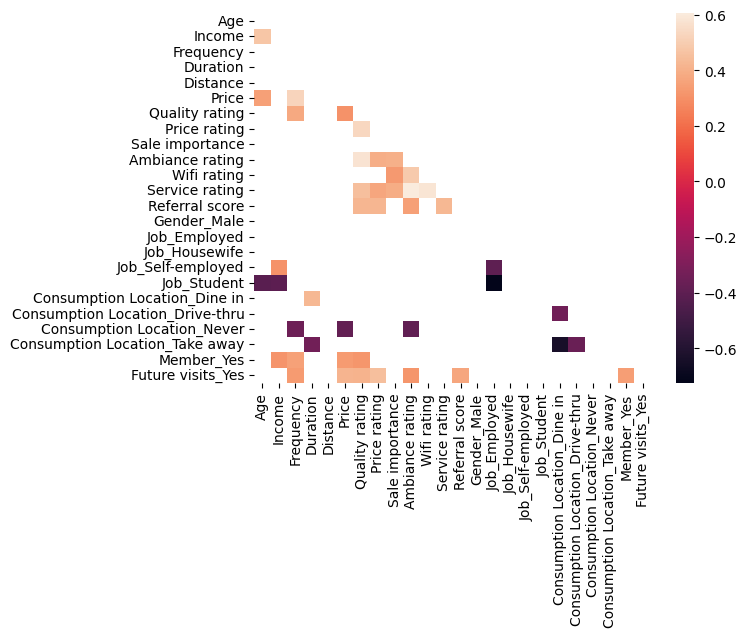 Age
Income
Frequency
Duration
Distance
Price
Quality rating
Price rating
Sale importance
Ambiance rating
Wifi rating
Service rating
Referral score
Gender_Male
Job_Employed
Job_Housewife
Job_Self-employed
Job_Student
Consumption Location_Dine in
Consumption Location_Drive-thru
Consumption Location_Never
Consumption Location_Take away
Member_Yes
Future visits_Yes
Age
Income
Frequency
Duration
Distance
Price
Quality rating
Price rating
Sale importance
Ambiance rating
Wifi rating
Service rating
Referral score
Gender_Male
Job_Employed
Job_Housewife
Job_Self-employed
Job_Student
Consumption Location_Dine in
Consumption Location_Drive-thru
Consumption Location_Never
Consumption Location_Take away
Member_Yes
Future visits_Yes
0.6
0.4
0.2
0.0
−0.2
−0.4
−0.6